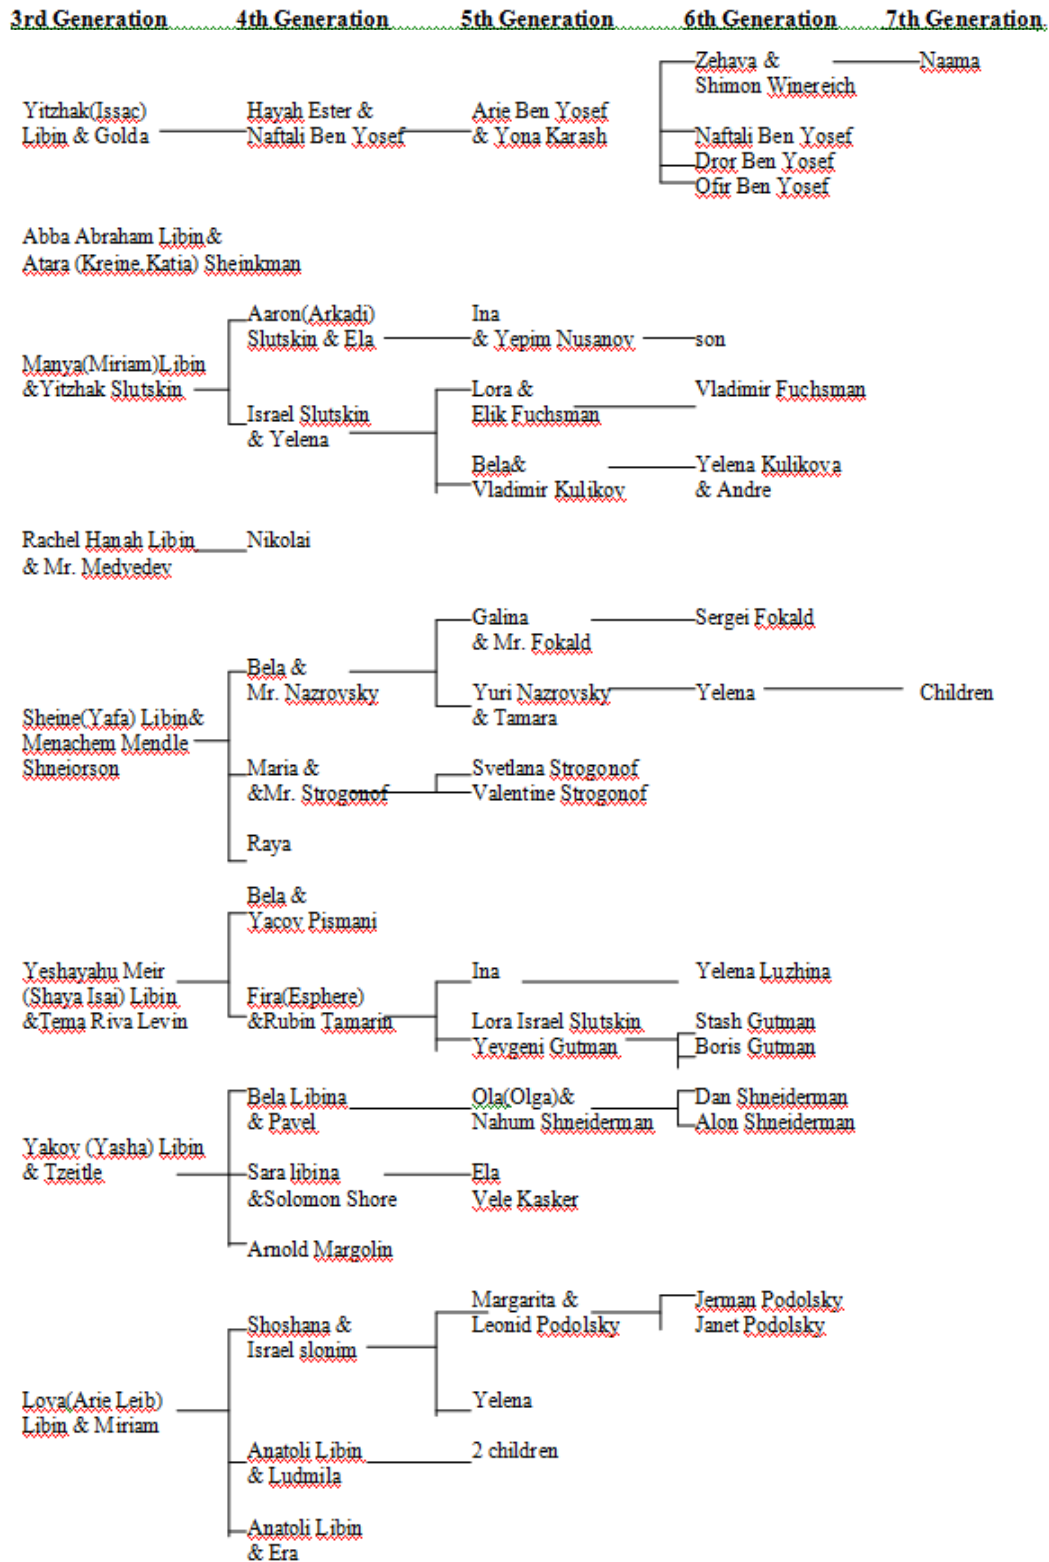 3rd Generation 4th Generation 5th Generation 6th Generation 7th Generation
Zehava & Naama
Shimon Winereich
Yitzhak(Issac) Hayah Ester & Arie Ben Yosef
Libin & Golda Naftali Ben Yosef & Yona Karash Naftali Ben Yosef
Dror Ben Yosef
Ofir Ben Yosef
Abba Abraham Libin&
Atara (Kreine,Katia) Sheinkman
Aaron(Arkadi) Ina
Slutskin & Ela & Yepim Nusanov son
Manya(Miriam)Libin
&Yitzhak Slutskin Lora & Vladimir Fuchsman
Israel Slutskin Elik Fuchsman
& Yelena
Bela& Yelena Kulikova
Vladimir Kulikov & Andre
Rachel Hanah Libin Nikolai
& Mr. Medvedev
Galina Sergei Fokald
& Mr. Fokald
Bela &
Mr. Nazrovsky Yuri Nazrovsky Yelena Children
Sheine(Yafa) Libin& & Tamara
Menachem Mendle
Shneiorson Maria & Svetlana Strogonof
&Mr. Strogonof Valentine Strogonof
Raya
Bela &
Yacov Pismani
Yeshayahu Meir Ina Yelena Luzhina
(Shaya Isai) Libin Fira(Esphere)
&Tema Riva Levin &Rubin Tamarin Lora Israel Slutskin Stash Gutman
Yevgeni Gutman Boris Gutman
Bela Libina Ola(Olga)& Dan Shneiderman
& Pavel Nahum Shneiderman Alon Shneiderman
Yakov (Yasha) Libin
& Tzeitle Sara libina Ela
&Solomon Shore Vele Kasker
Arnold Margolin
Margarita & Jerman Podolsky
Shoshana & Leonid Podolsky Janet Podolsky
Israel slonim
Lova(Arie Leib) Yelena
Libin & Miriam
Anatoli Libin 2 children
& Ludmila
Anatoli Libin
& Era